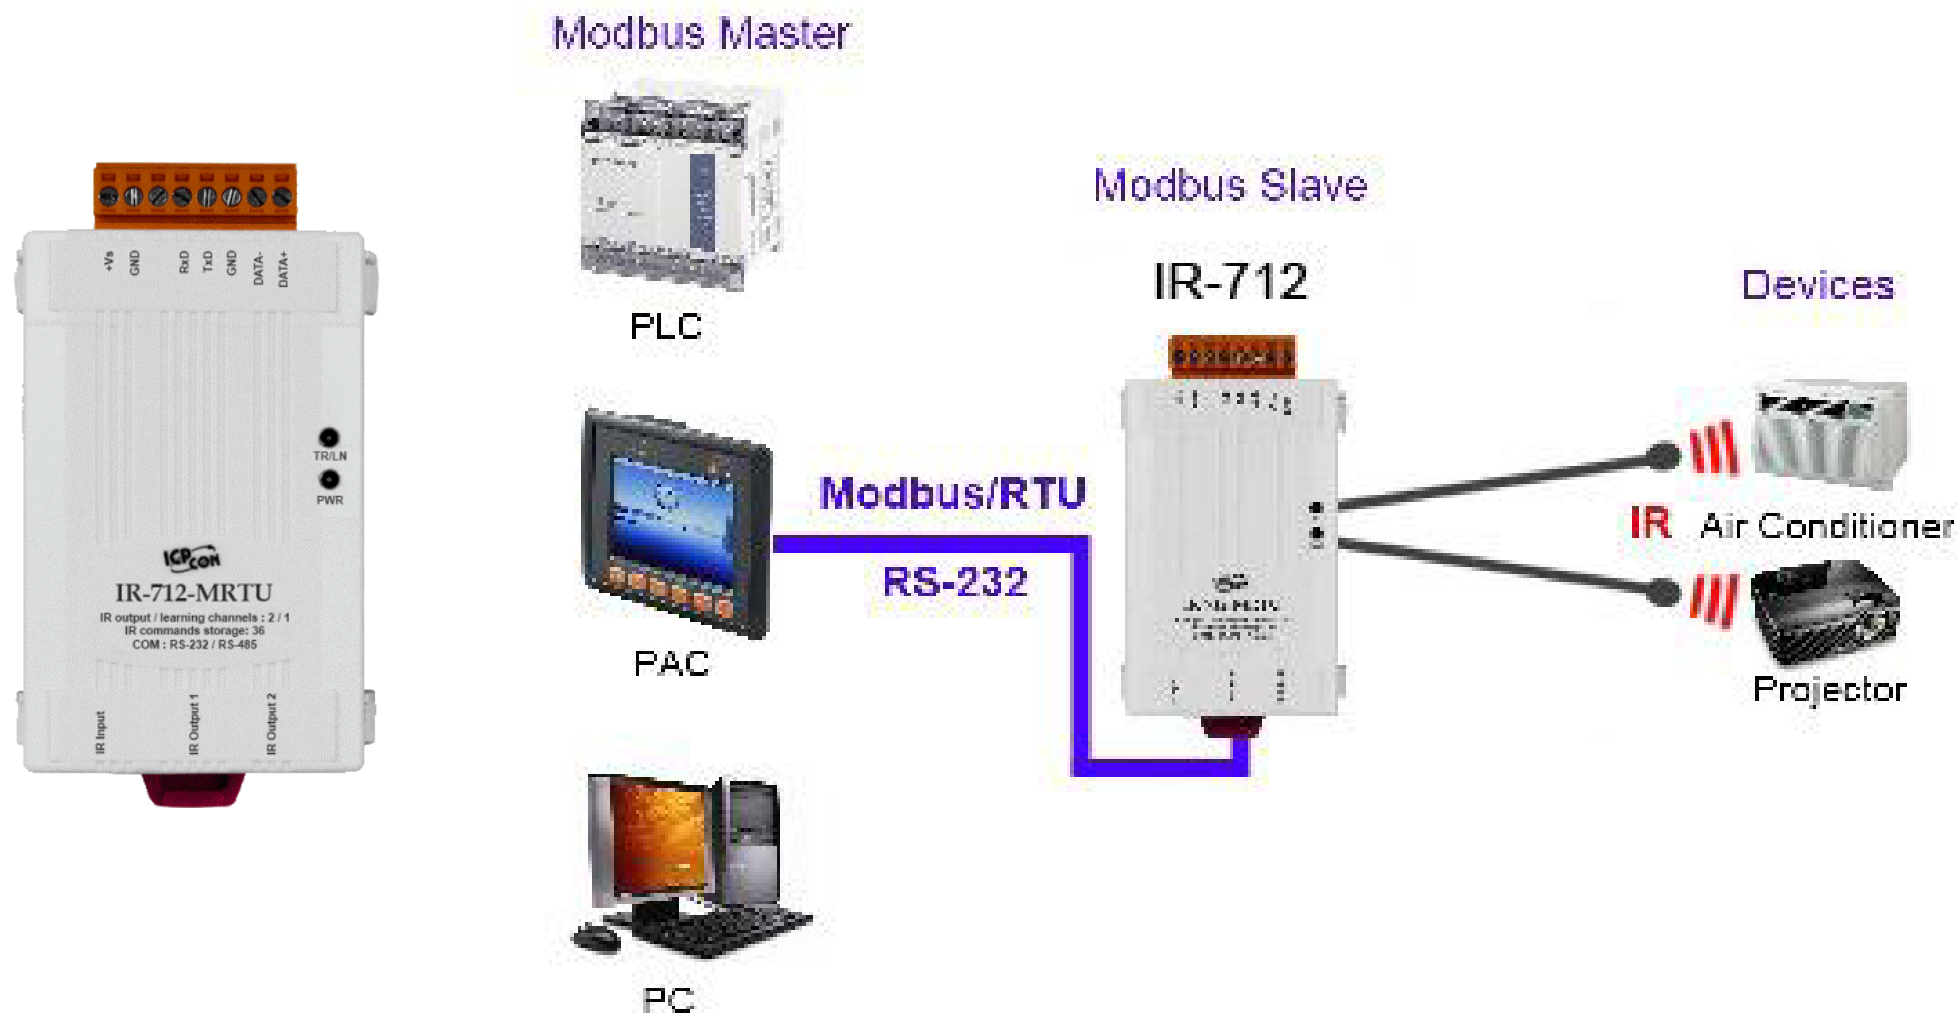 +Vs
GND
RxD
TxD
GND
DATA-
DATA+
TR/LN
PWR
ICP CON
IR-712-MRTU
IR output / learning channels : 2 / 1
IR commands storage: 36
COM : RS-232 / RS-485
IR Input
IR Output 1
IR Output 2
Modbus Master
PLC
PAC
PC
Modbus/RTU
RS-232
Modbus Slave
IR-712
Devices
IR
Air Conditioner
Projector